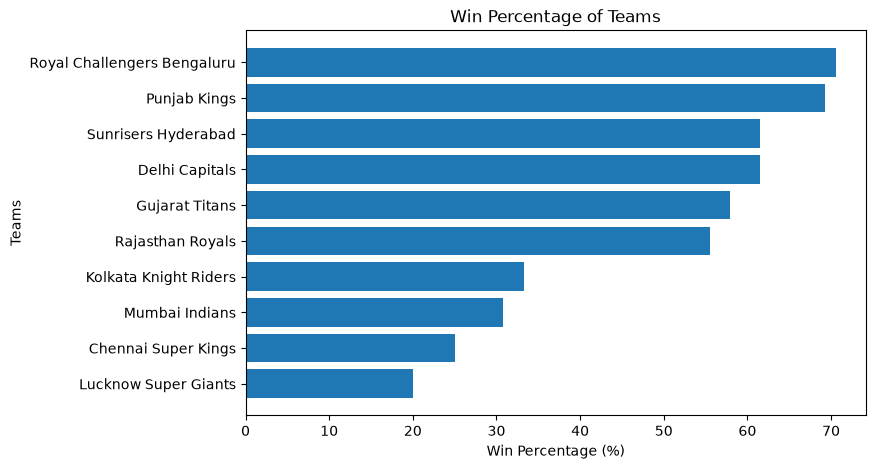 Win Percentage of Teams
Royal Challengers Bengaluru
Punjab Kings
Sunrisers Hyderabad
Delhi Capitals
Gujarat Titans
Rajasthan Royals
Kolkata Knight Riders
Mumbai Indians
Chennai Super Kings
Lucknow Super Giants
Teams
0 10 20 30 40 50 60 70
Win Percentage (%)